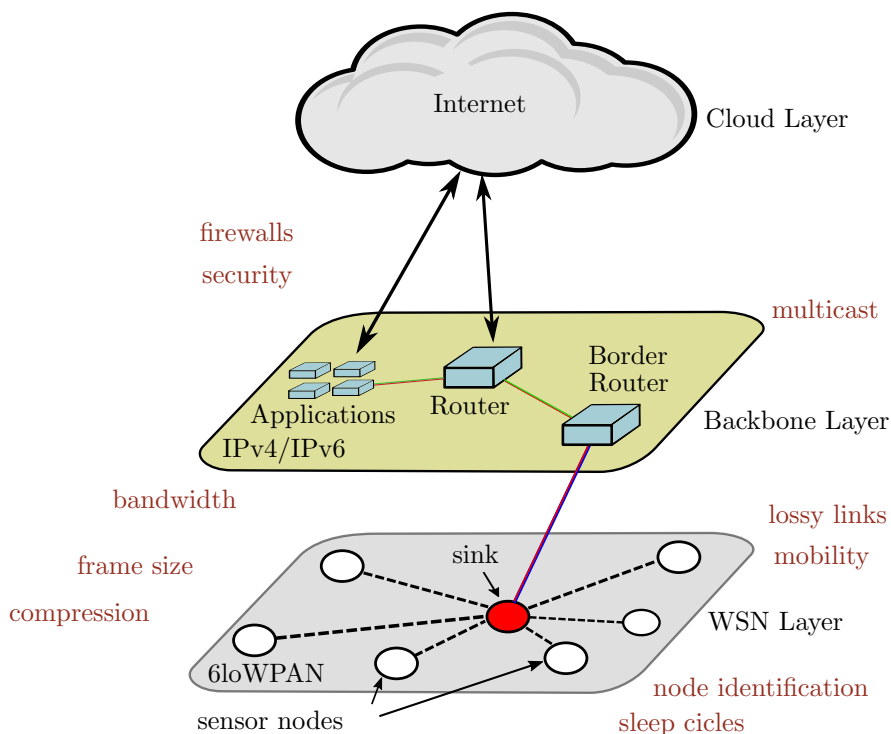 Internet
Cloud Layer
firewalls
security
multicast
Border
Router
Router
Applications
IPv4/IPv6
Backbone Layer
bandwidth
lossy links
sink
mobility
frame size
compression
WSN Layer
6loWPAN
node identification
sensor nodes
sleep cicles